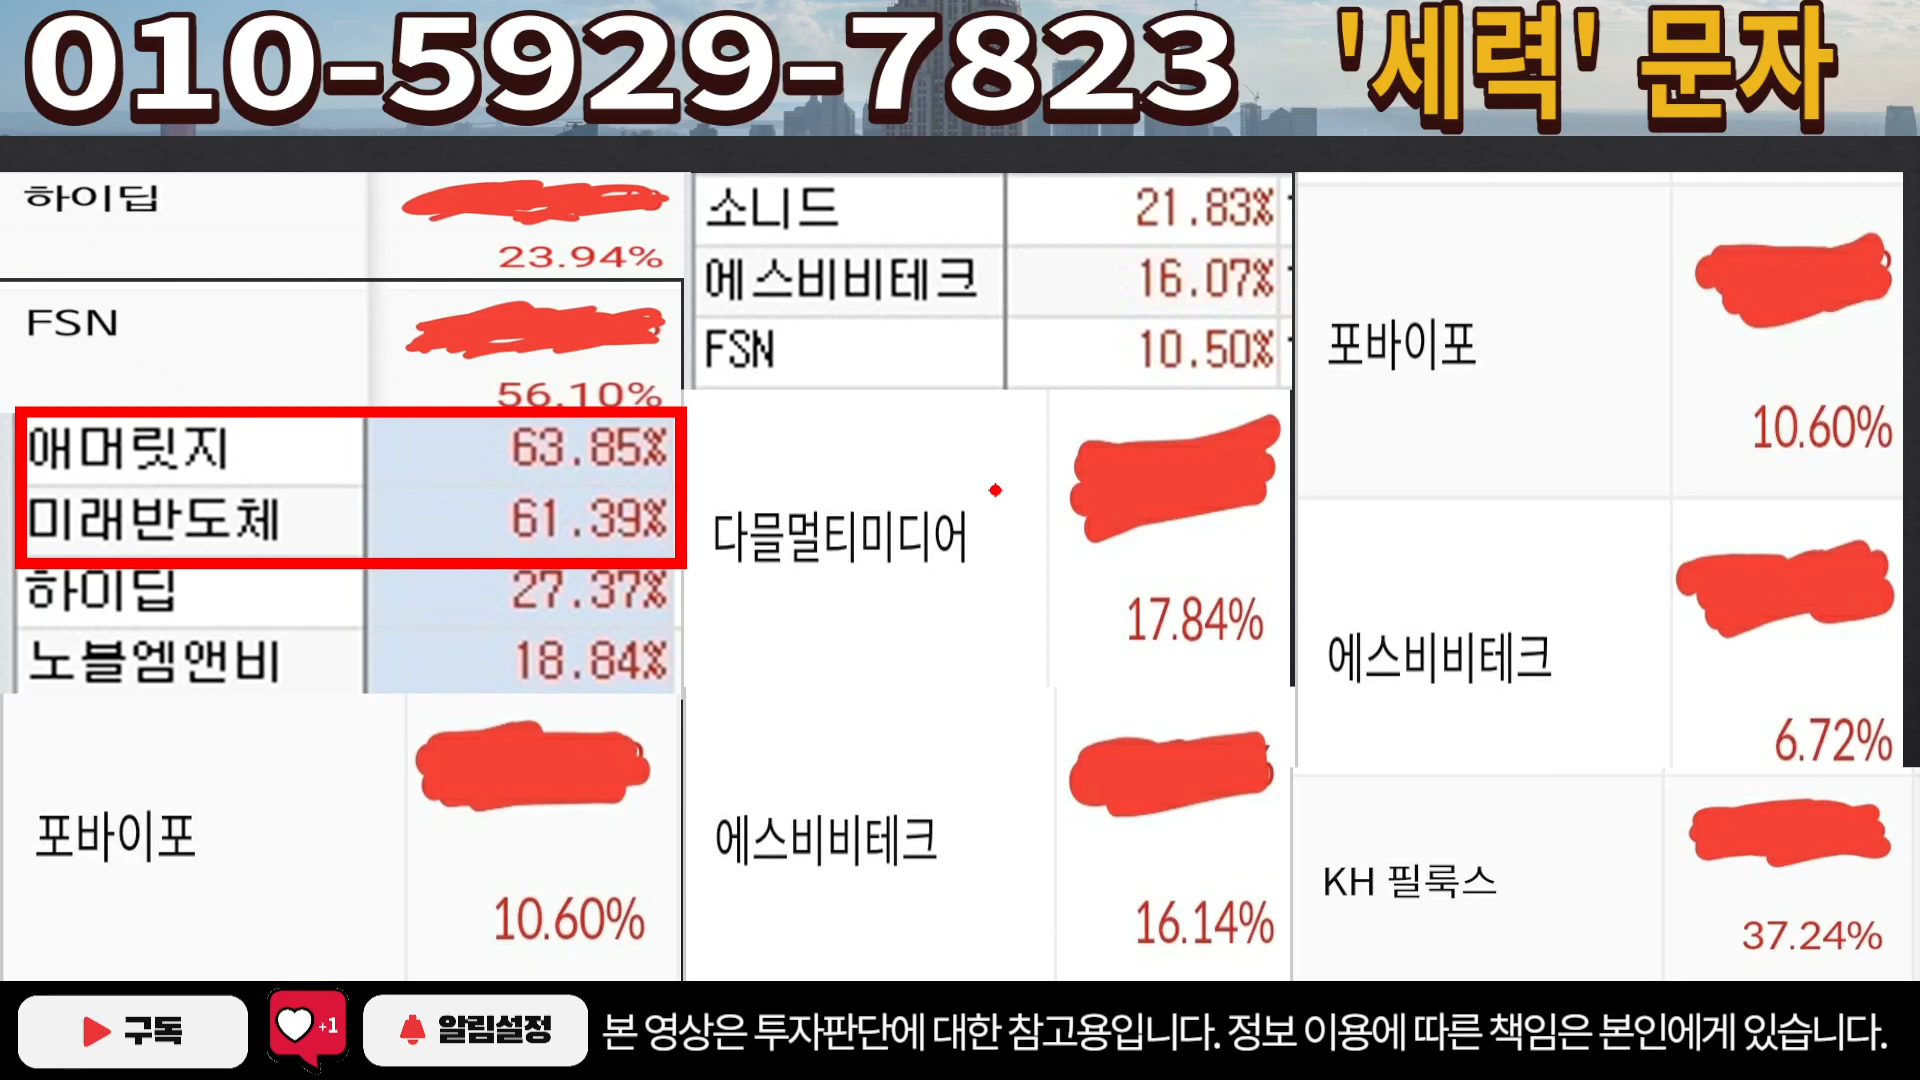 010-5929-7823 '세력' 문자
하이딥
23.94%
FSN
56.10%
애머릿지 63.85%
미래반도체 61.39%
하이딥 27.37%
노블엠앤비 18.84%
포바이포
10.60%
소니드 21.83%
에스비비테크 16.07%
FSN 10.50%
다믈멀티미디어
17.84%
에스비비테크
16.14%
포바이포
10.60%
에스비비테크
6.72%
KH 필룩스
37.24%
구독 +1 알림설정 본 영상은 투자판단에 대한 참고용입니다. 정보 이용에 따른 책임은 본인에게 있습니다.